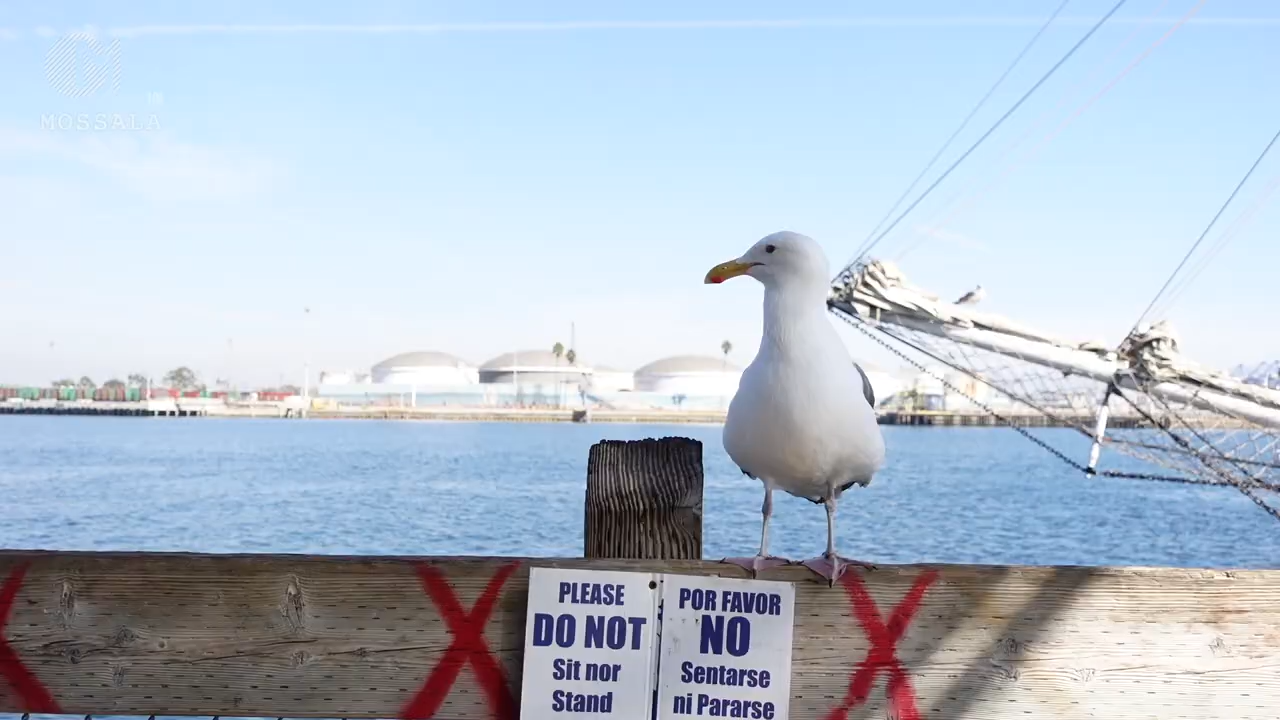 MOSSALA
PLEASE
DO NOT
Sit nor
Stand
POR FAVOR
NO
Sentarse
ni Pararse